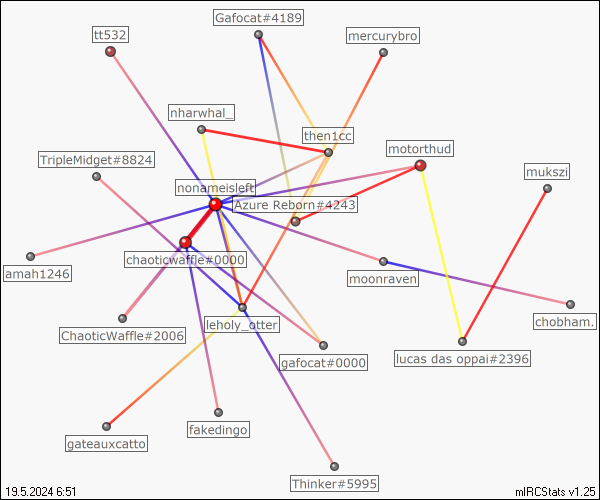 Gafocat#4189
tt532
mercurybro
nharwhal_
then1cc
motorthud
TripleMidget#8824
mukszi
nonameisleft
Azure Reborn#4243
chaoticwaffle#0000
amah1246
moonraven
chobham.
leholy_otter
ChaoticWaffle#2006
gafocat#0000
lucas das oppai#2396
fakedingo
gateauxcatto
Thinker#5995
19.5.2024 6:51
mIRCStats v1.25